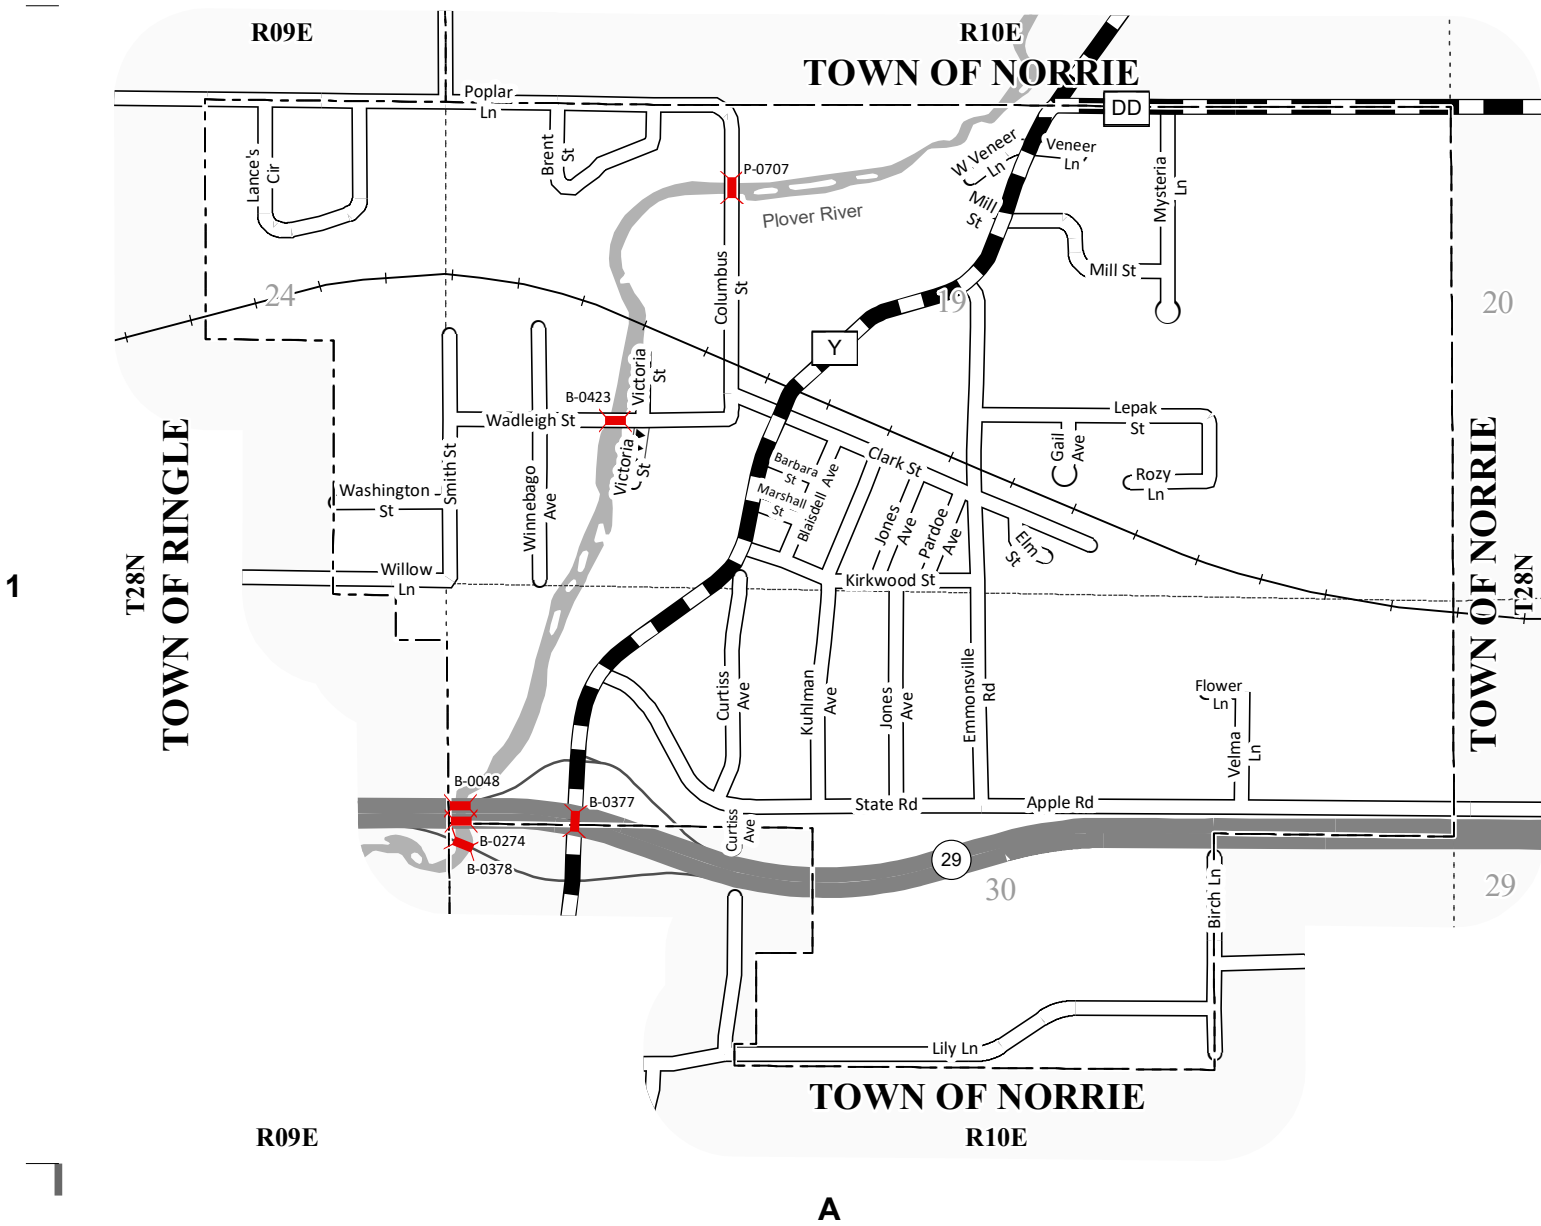 R09E
R10E
TOWN OF NORRIE
Poplar
Ln
DD
Lance's
Cir
Brent
St
P-0707
Plover River
W Veneer
Ln
Veneer
Ln
Mysteria
Ln
Mill
St
Mill St
Columbus
St
24
19
20
Y
Victoria
St
B-0423
Wadleigh St
Victoria
St
Lepak
St
Gail
Ave
Rozy
Ln
Clark St
Barbara
St
Marshall
St
Blaisdell Ave
Jones
Ave
Pardoe
Ave
Elm
St
Smith St
Washington
St
Winnebago
Ave
Willow
Ln
Kirkwood St
1
T28N
TOWN OF RINGLE
TOWN OF NORRIE
T28N
Curtiss
Ave
Kuhlman
Ave
Jones
Ave
Emmonsville
Rd
Flower
Ln
Velma
Ln
B-0048
B-0377
State Rd
Apple Rd
Curtiss
Ave
B-0274
B-0378
29
30
29
Birch Ln
Lily Ln
TOWN OF NORRIE
R09E
R10E
A